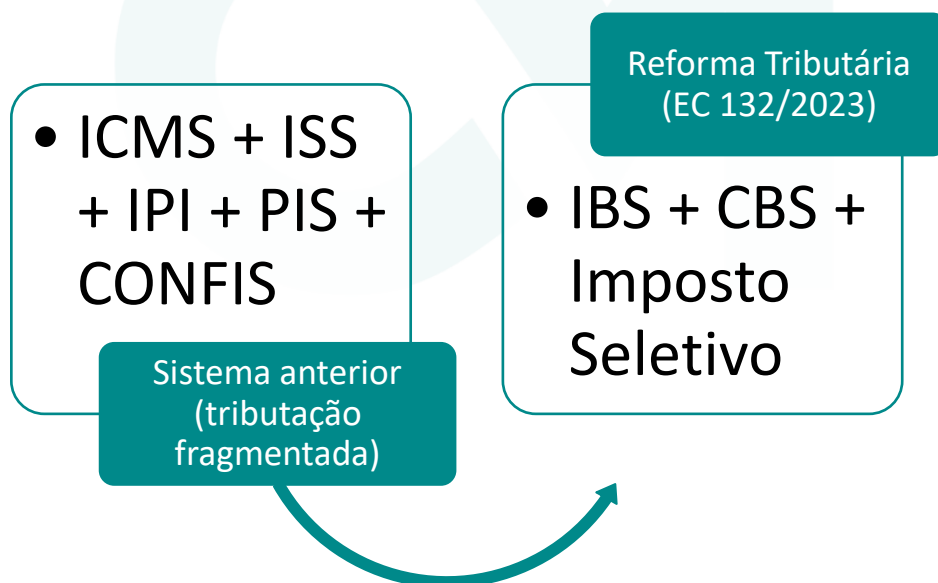 • ICMS + ISS
+ IPI + PIS +
CONFIS
Sistema anterior
(tributação
fragmentada)
Reforma Tributária
(EC 132/2023)
• IBS + CBS +
Imposto
Seletivo